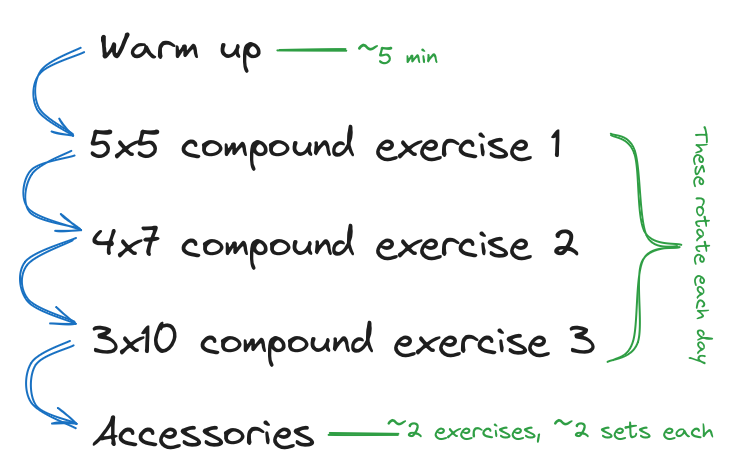 Warm up
~5 min
5x5 compound exercise 1
4x7 compound exercise 2
3x10 compound exercise 3
These rotate each day
Accessories
~2 exercises, ~2 sets each